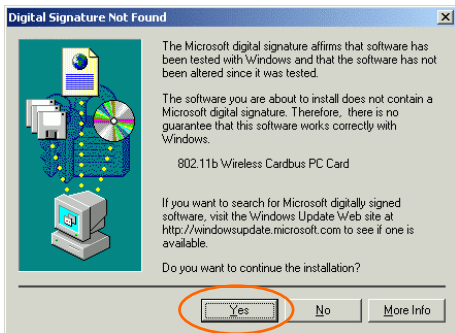 Digital Signature Not Found
The Microsoft digital signature affirms that software has
been tested with Windows and that the software has not
been altered since it was tested.
The software you are about to install does not contain a
Microsoft digital signature. Therefore, there is no
guarantee that this software works correctly with
Windows.
802.11b Wireless Cardbus PC Card
If you want to search for Microsoft digitally signed
software, visit the Windows Update Web site at
http://windowsupdate.microsoft.com to see if one is
available.
Do you want to continue the installation?
Yes No More Info